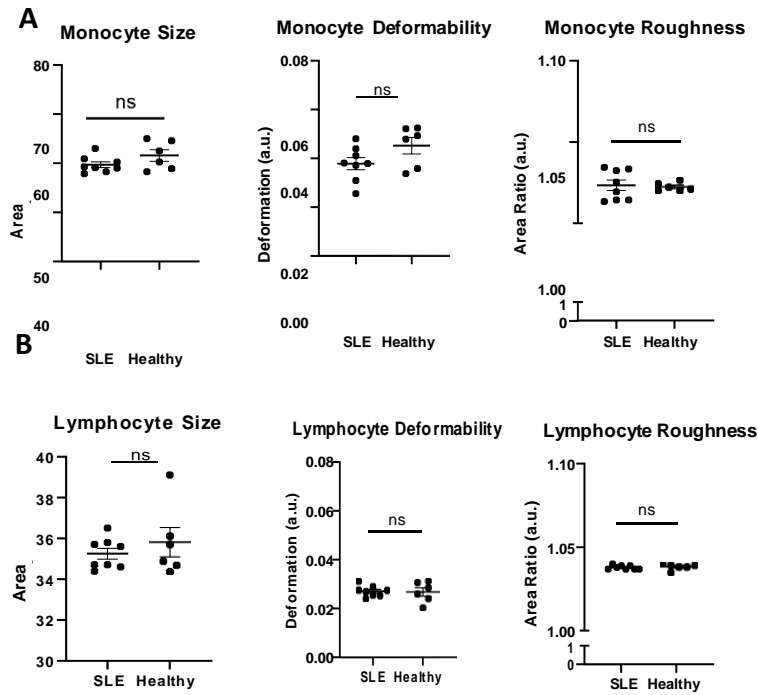 A
Monocyte Size
80
ns
70
60
50
40
Area
SLE Healthy
Monocyte Deformability
0.08
ns
0.06
0.04
0.02
0.00
Deformation (a.u.)
SLE Healthy
Monocyte Roughness
1.10
ns
1.05
1.00
1
0
Area Ratio (a.u.)
SLE Healthy
B
Lymphocyte Size
40
ns
38
36
34
32
30
Area
SLE Healthy
Lymphocyte Deformability
0.08
0.06
ns
0.04
0.02
0.00
Deformation (a.u.)
SLE Healthy
Lymphocyte Roughness
1.10
ns
1.05
1.00
1
0
Area Ratio (a.u.)
SLE Healthy